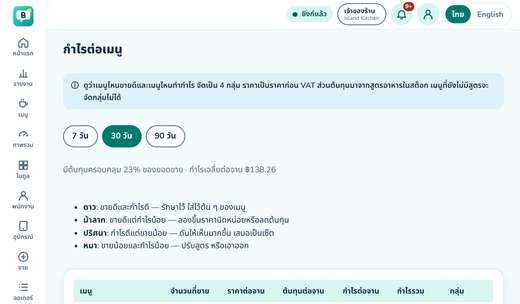 B
ซิงก์แล้ว
เจ้าของร้าน
Island Kitchen
9+
ไทย
English
หน้าแรก
รายงาน
เมนู
ภาพรวม
โมดูล
พนักงาน
อุปกรณ์
ขาย
ออเดอร์
กำไรต่อเมนู
ดูว่าเมนูไหนขายดีและเมนูไหนทำกำไร จัดเป็น 4 กลุ่ม ราคาเป็นราคาก่อน VAT ส่วนต้นทุนมาจากสูตรอาหารในสต็อก เมนูที่ยังไม่มีสูตรจะ
จัดกลุ่มไม่ได้
7 วัน
30 วัน
90 วัน
มีต้นทุนครอบคลุม 23% ของยอดขาย · กำไรเฉลี่ยต่อจาน ฿138.26
• ดาว: ขายดีและกำไรดี — รักษาไว้ ใส่ไว้ต้น ๆ ของเมนู
• ม้าลาก: ขายดีแต่กำไรน้อย — ลองขึ้นราคานิดหน่อยหรือลดต้นทุน
• ปริศนา: กำไรดีแต่ขายน้อย — ดันให้เห็นมากขึ้น เสนอเป็นเซ็ต
• หมา: ขายน้อยและกำไรน้อย — ปรับสูตร หรือเอาออก
เมนู จำนวนที่ขาย ราคาต่อจาน ต้นทุนต่อจาน กำไรต่อจาน กำไรรวม กลุ่ม